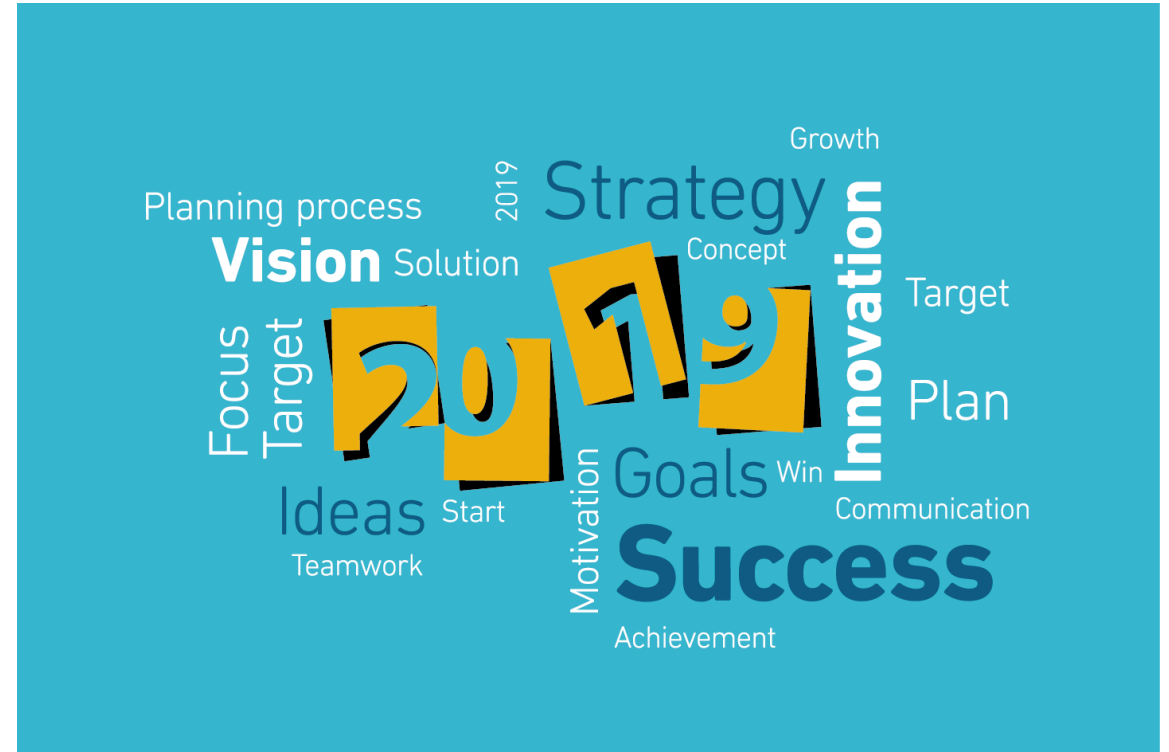 Growth
2019
Strategy
Planning process
Vision
Solution
Concept
Innovation
Target
Focus
Target
2019
Plan
Goals
Win
Motivation
Ideas
Start
Communication
Success
Teamwork
Achievement